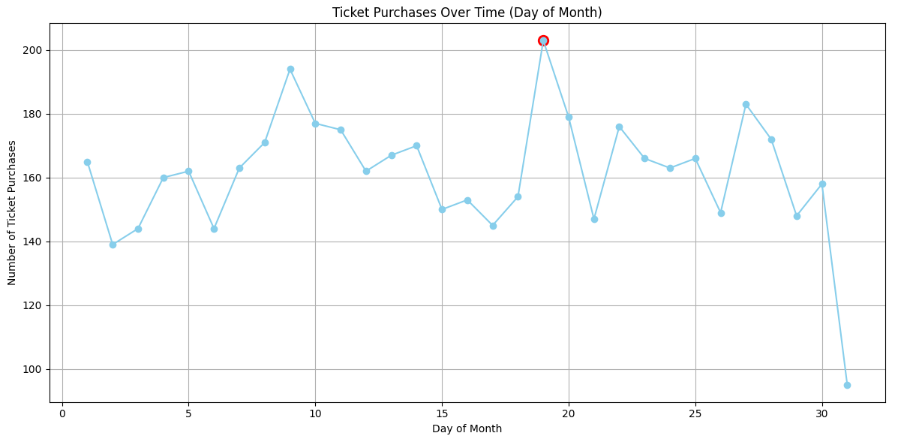 Ticket Purchases Over Time (Day of Month)
Number of Ticket Purchases
200
180
160
140
120
100
0 5 10 15 20 25 30
Day of Month